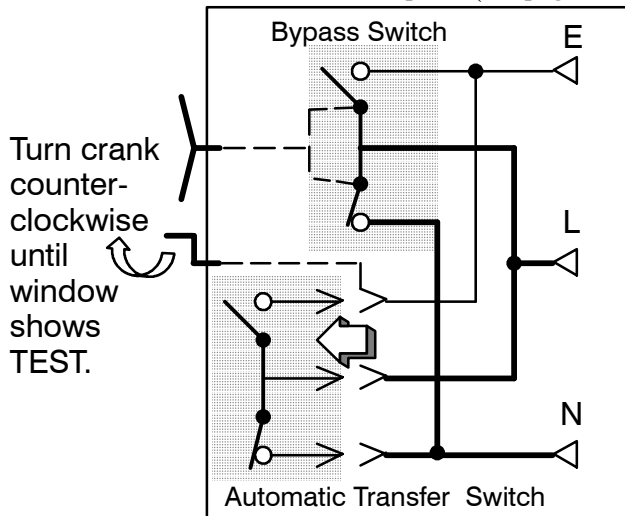 Bypass Switch
E
Turn crank
counter-
clockwise
until
window
shows
TEST.
L
N
Automatic Transfer Switch